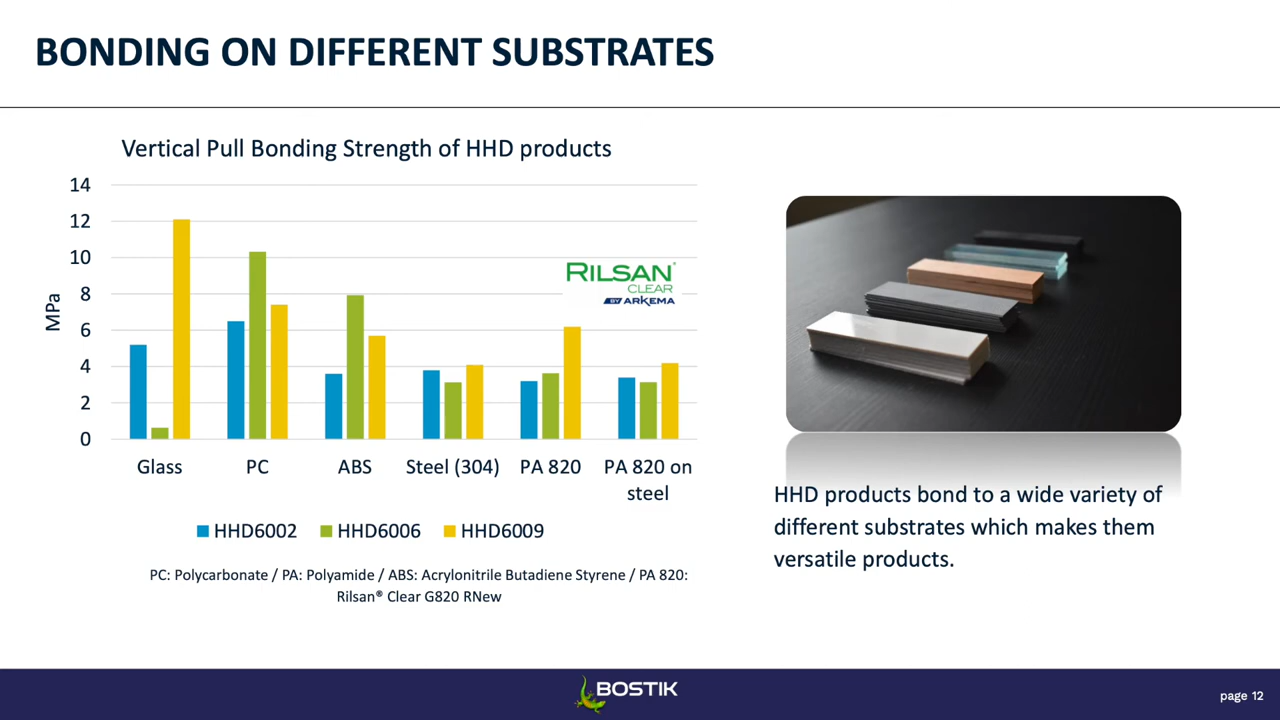 BONDING ON DIFFERENT SUBSTRATES
Vertical Pull Bonding Strength of HHD products
14
12
10
8
6
4
2
0
MPa
RILSAN®
CLEAR
BY ARKEMA
Glass
PC
ABS
Steel (304)
PA 820
PA 820 on
steel
HHD6002
HHD6006
HHD6009
PC: Polycarbonate / PA: Polyamide / ABS: Acrylonitrile Butadiene Styrene / PA 820:
Rilsan® Clear G820 RNew
HHD products bond to a wide variety of
different substrates which makes them
versatile products.
BOSTIK
page 12